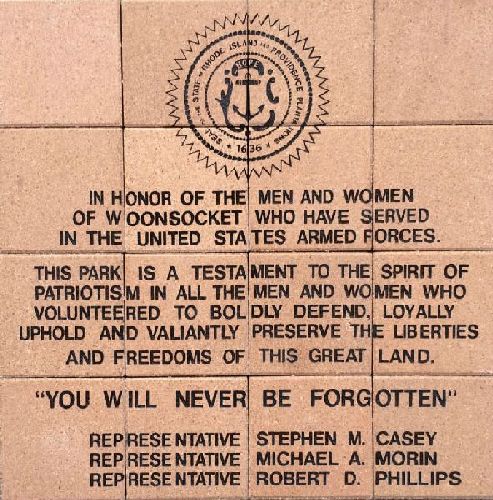 SEAL OF THE STATE OF RHODE ISLAND AND PROVIDENCE PLANTATIONS
HOPE
* 1636 *
IN HONOR OF THE MEN AND WOMEN
OF WOONSOCKET WHO HAVE SERVED
IN THE UNITED STATES ARMED FORCES.
THIS PARK IS A TESTAMENT TO THE SPIRIT OF
PATRIOTISM IN ALL THE MEN AND WOMEN WHO
VOLUNTEERED TO BOLDLY DEFEND, LOYALLY
UPHOLD AND VALIANTLY PRESERVE THE LIBERTIES
AND FREEDOMS OF THIS GREAT LAND.
"YOU WILL NEVER BE FORGOTTEN"
REPRESENTATIVE STEPHEN M. CASEY
REPRESENTATIVE MICHAEL A. MORIN
REPRESENTATIVE ROBERT D. PHILLIPS